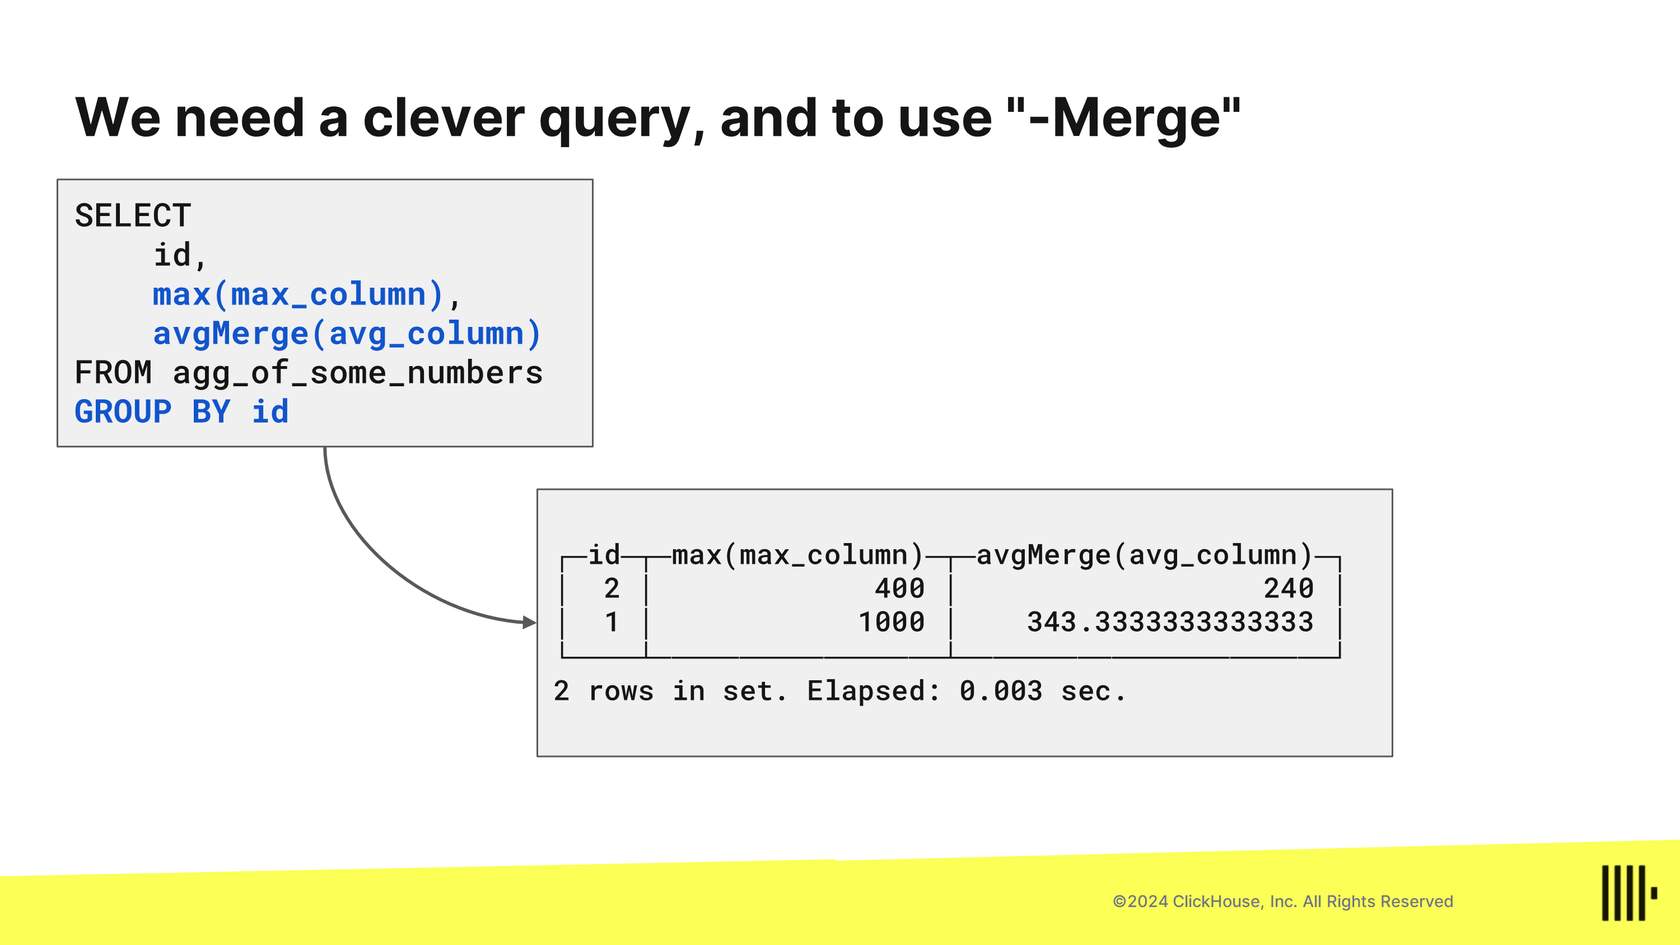 We need a clever query, and to use "-Merge"
SELECT
    id,
    max(max_column),
    avgMerge(avg_column)
FROM agg_of_some_numbers
GROUP BY id
┌─id─┬─max(max_column)─┬─avgMerge(avg_column)─┐
│  2 │             400 │                  240 │
│  1 │            1000 │    343.3333333333333 │
└────┴─────────────────┴──────────────────────┘
2 rows in set. Elapsed: 0.003 sec.
©2024 ClickHouse, Inc. All Rights Reserved